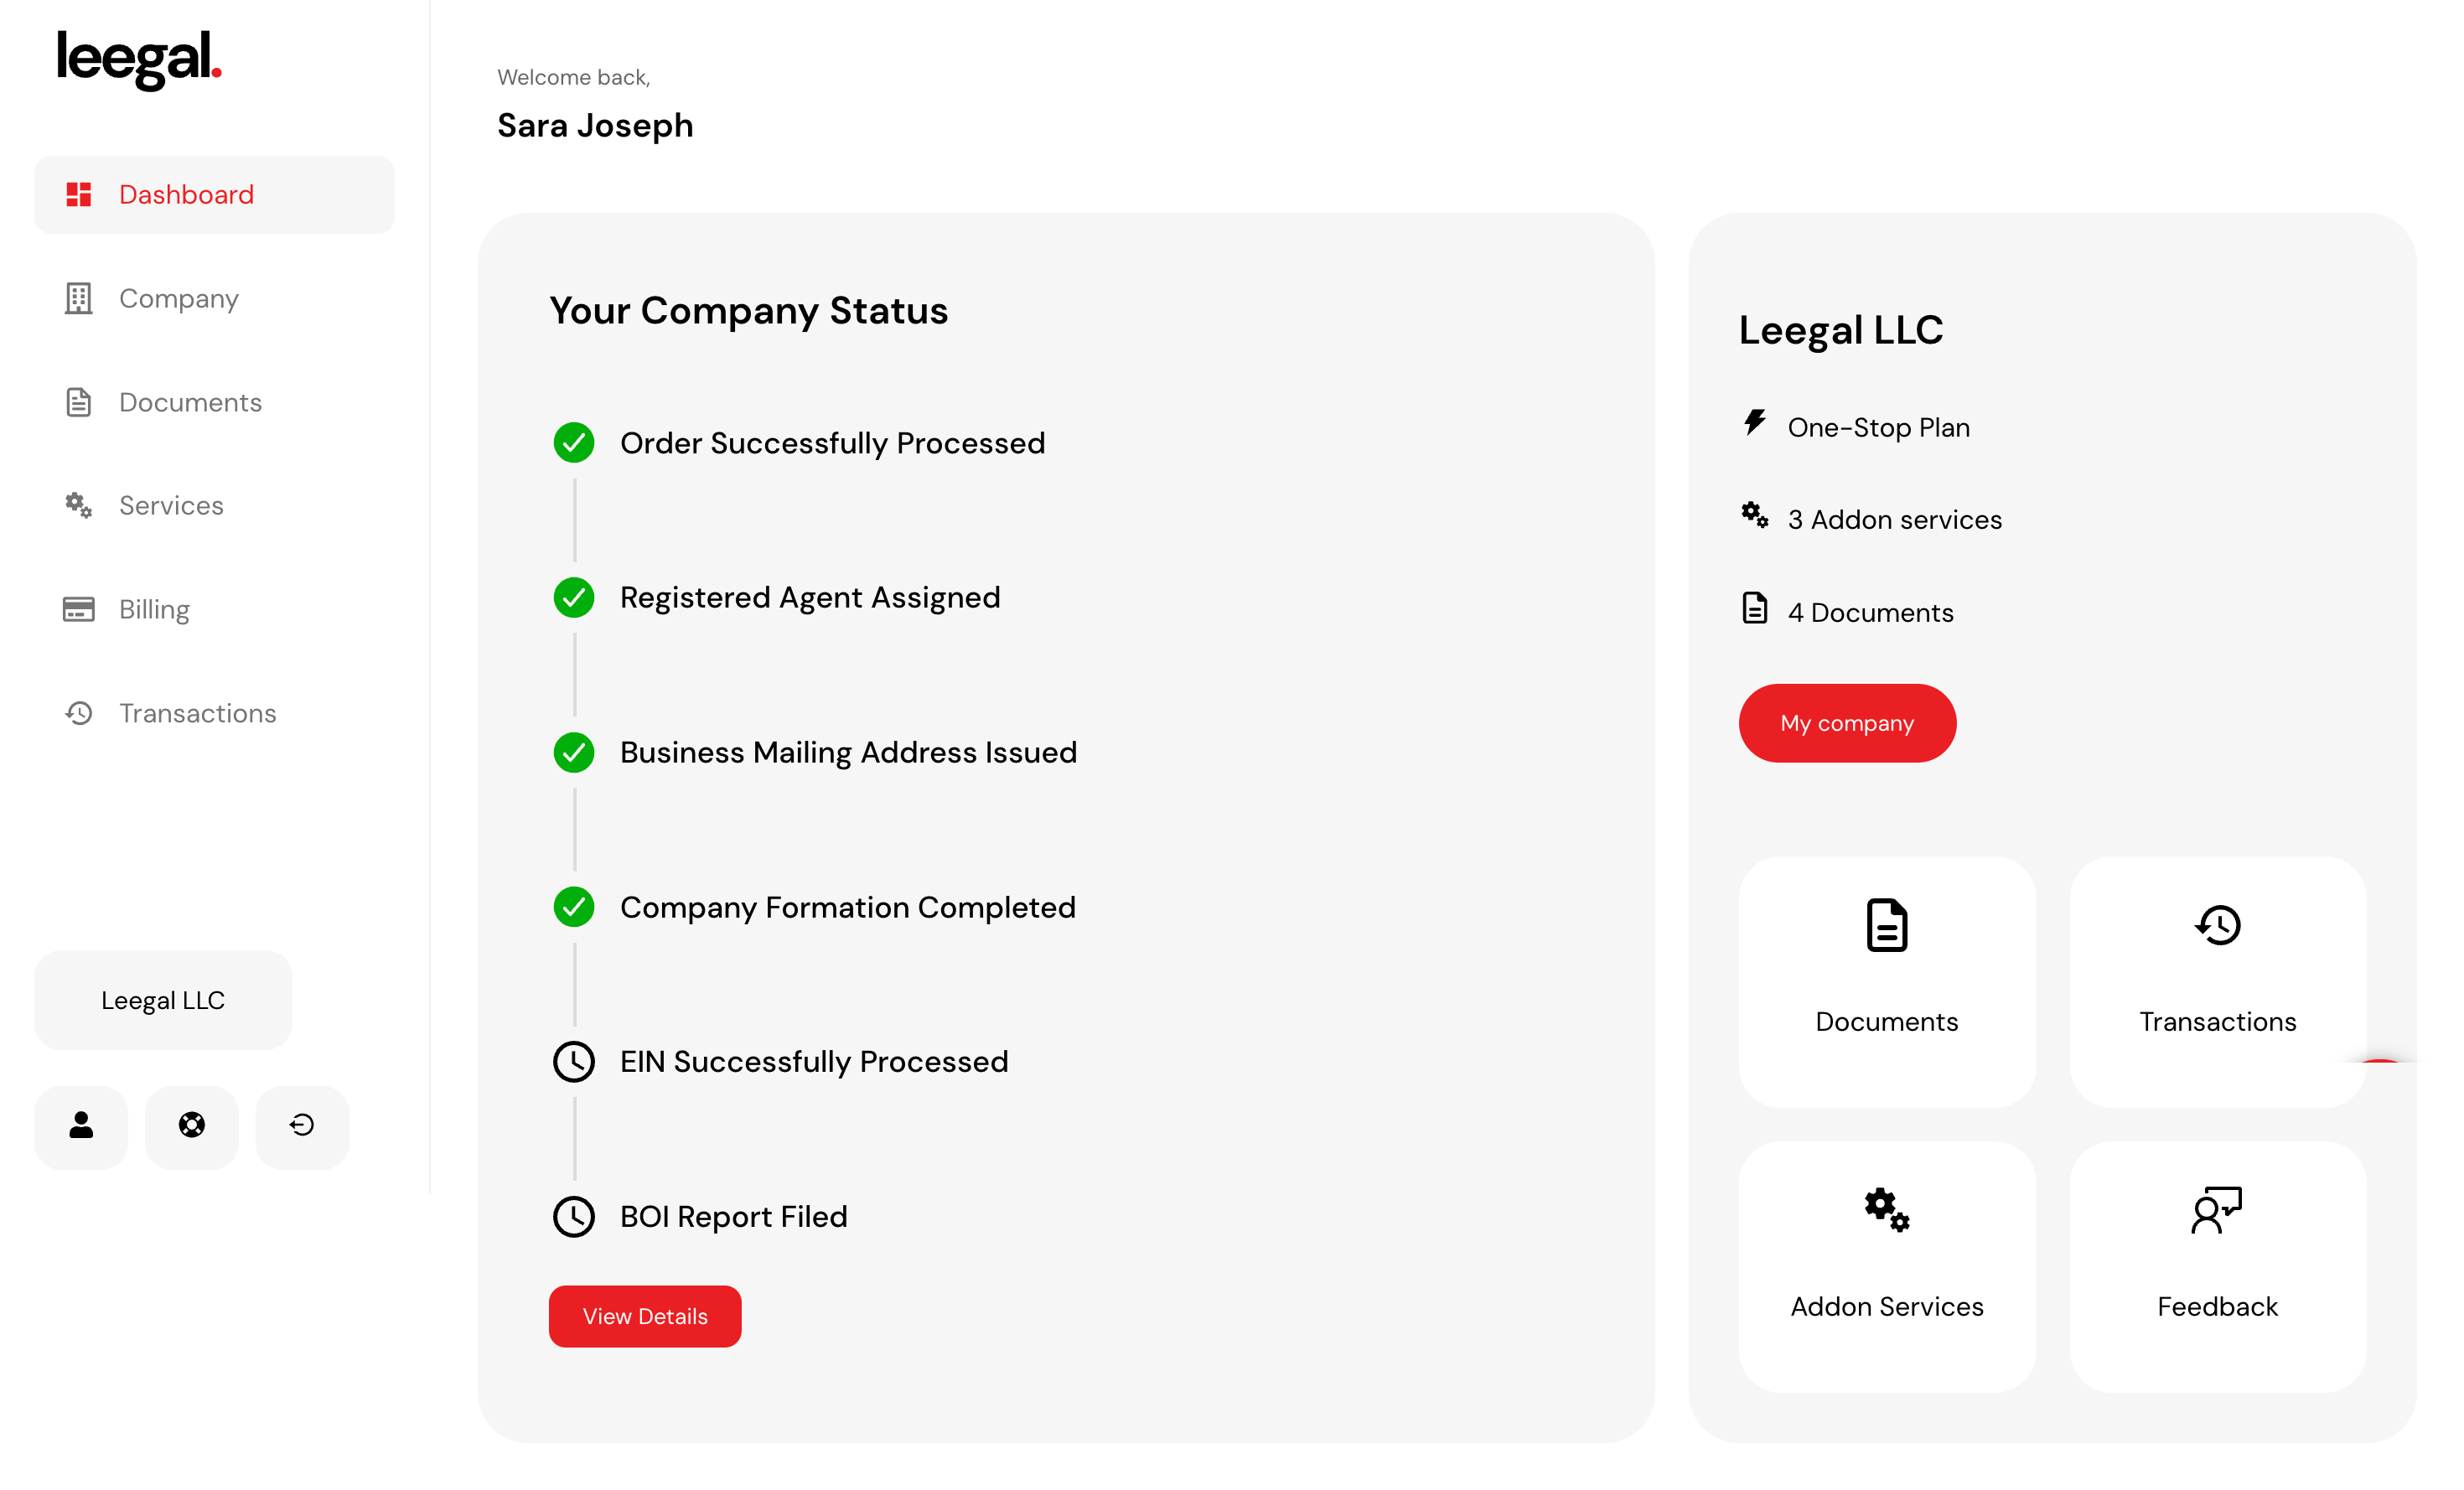 leegal.
Dashboard
Company
Documents
Services
Billing
Transactions
Leegal LLC
Welcome back,
Sara Joseph
Your Company Status
Order Successfully Processed
Registered Agent Assigned
Business Mailing Address Issued
Company Formation Completed
EIN Successfully Processed
BOI Report Filed
View Details
Leegal LLC
One-Stop Plan
3 Addon services
4 Documents
My company
Documents
Transactions
Addon Services
Feedback